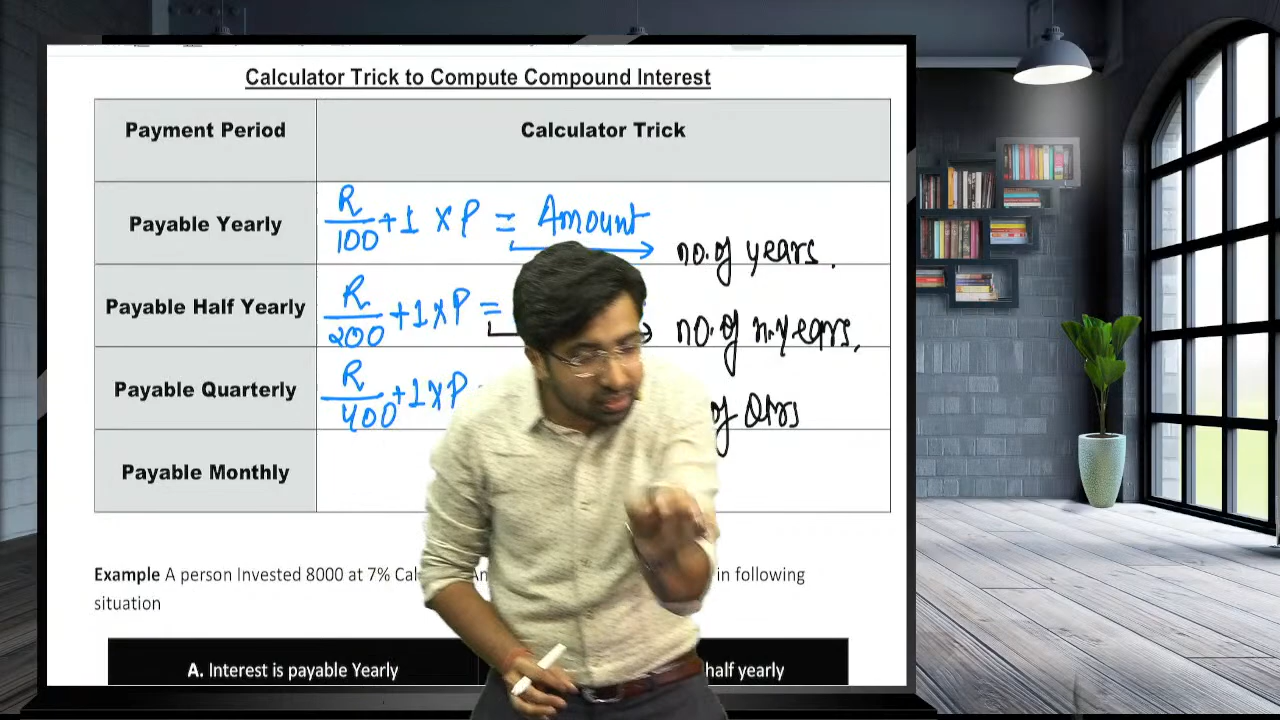 Calculator Trick to Compute Compound Interest
Payment Period Calculator Trick
Payable Yearly R/100 +1 X P = Amount no. of years.
Payable Half Yearly R/200 +1 X P = no. of n.years,
Payable Quarterly R/400 +1 X P of Qtrs
Payable Monthly
Example A person Invested 8000 at 7% in following
situation
A. Interest is payable Yearly half yearly